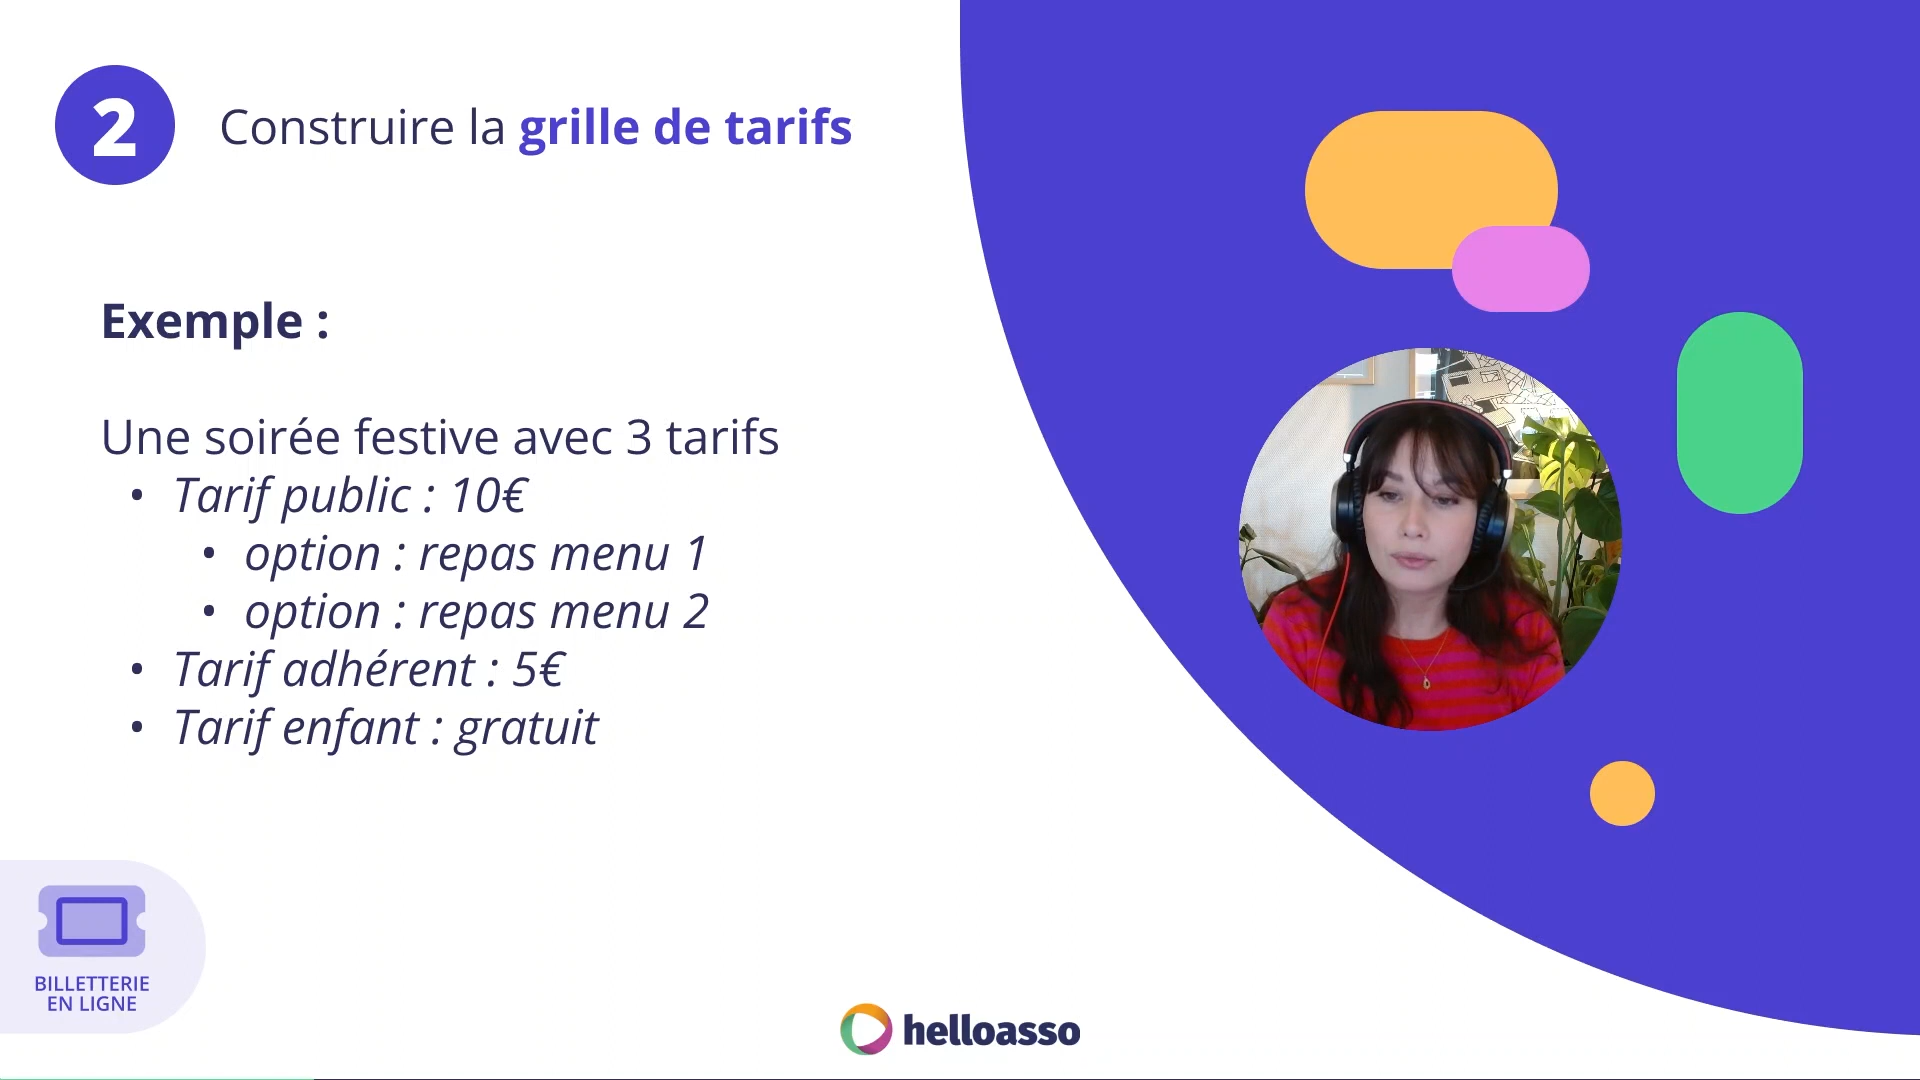 2
Construire la grille de tarifs
Exemple :
Une soirée festive avec 3 tarifs
• Tarif public : 10€
• option : repas menu 1
• option : repas menu 2
• Tarif adhérent : 5€
• Tarif enfant : gratuit
BILLETTERIE
EN LIGNE
helloasso